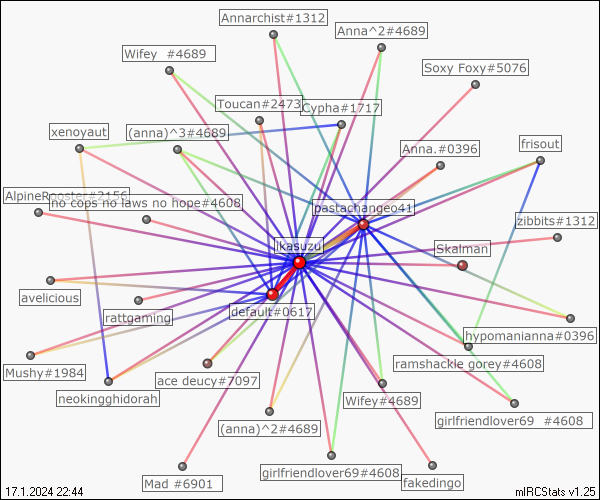 Annarchist#1312
Anna^2#4689
Wifey #4689
Soxy Foxy#5076
Toucan#2473
Cypha#1717
xenoyaut
(anna)^3#4689
frisout
Anna.#0396
AlpineRooster#2156
no cops no laws no hope#4608
pastachangeo41
zibbits#1312
ikasuzu
Skalman
avelicious
rattgaming
default#0617
hypomanianna#0396
Mushy#1984
ramshackle gorey#4608
ace deucy#7097
neokingghidorah
Wifey#4689
(anna)^2#4689
girlfriendlover69 #4608
Mad #6901
girlfriendlover69#4608
fakedingo
17.1.2024 22:44
mIRCStats v1.25